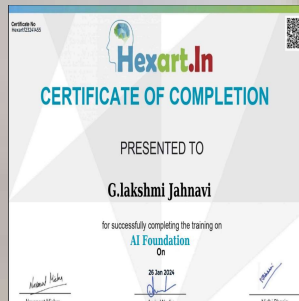 Certificate No
Hexart.In
CERTIFICATE OF COMPLETION
PRESENTED TO
G.lakshmi Jahnavi
for successfully completing the training on
AI Foundation
On
26 Jan 2024